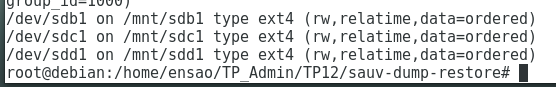 group_id=1000)
/dev/sdb1 on /mnt/sdb1 type ext4 (rw,relatime,data=ordered)
/dev/sdc1 on /mnt/sdc1 type ext4 (rw,relatime,data=ordered)
/dev/sdd1 on /mnt/sdd1 type ext4 (rw,relatime,data=ordered)
root@debian:/home/ensao/TP_Admin/TP12/sauv-dump-restore#